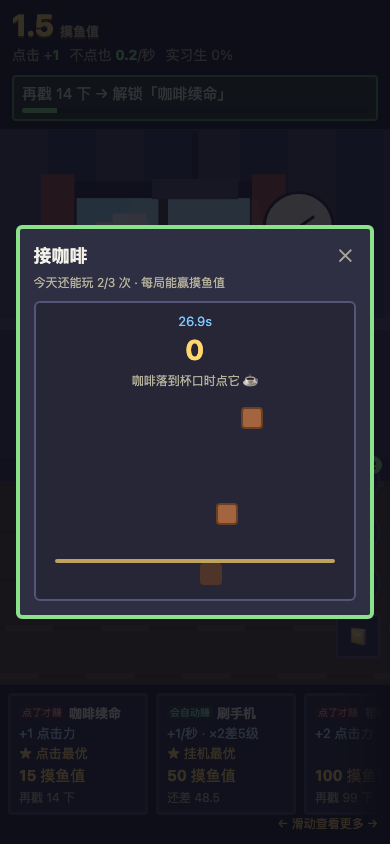 1.5 摸鱼值
点击 +1 不点也 0.2/秒 实习生 0%
再戳 14 下 → 解锁「咖啡续命」
接咖啡
今天还能玩 2/3 次 · 每局能赢摸鱼值
26.9s
0
咖啡落到杯口时点它 ☕
点了才赚 咖啡续命
+1 点击力
★ 点击最优
15 摸鱼值
再戳 14 下
会自动赚 刷手机
+1/秒 · ×2差5级
★ 挂机最优
50 摸鱼值
还差 48.5
点了才赚
+2 点击力
100 摸鱼值
再戳 99 下
← 滑动查看更多 →